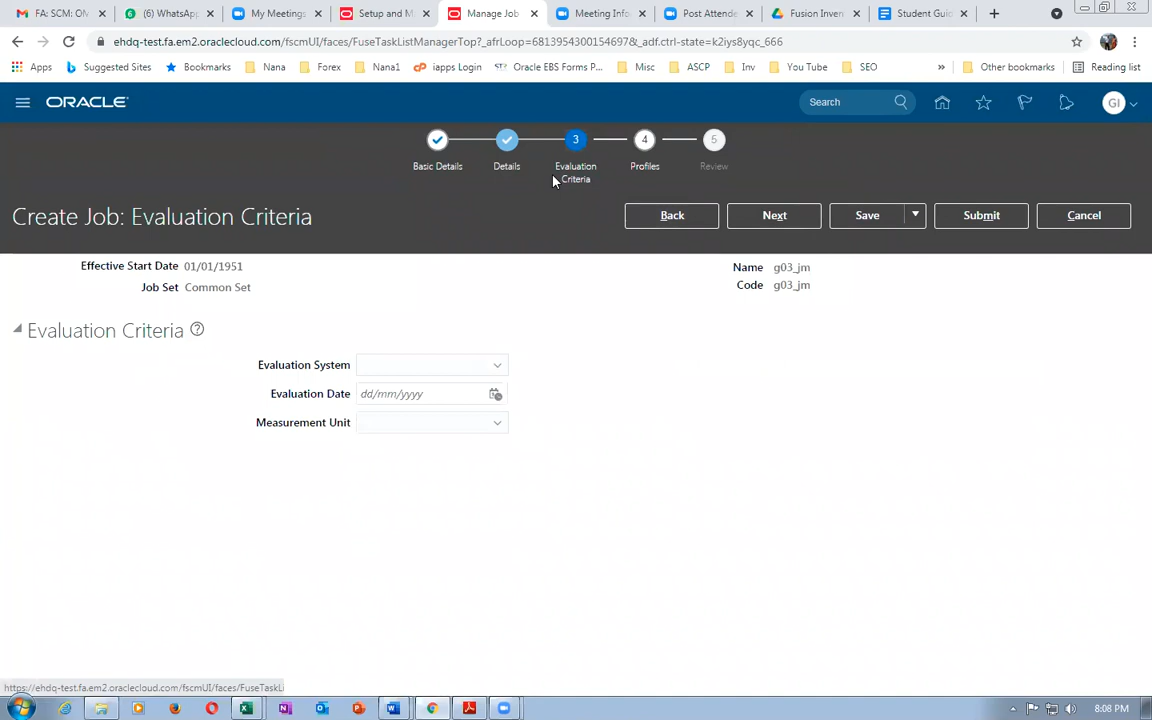 FA: SCM: OM
(6) WhatsApp
My Meetings
Setup and M
Manage Job
Meeting Info
Post Attende
Fusion Inven
Student Guid
ehdq-test.fa.em2.oraclecloud.com/fscmUI/faces/FuseTaskListManagerTop?_afrLoop=6813954300154697&_adf.ctrl-state=k2iys8yqc_666
Apps
Suggested Sites
Bookmarks
Nana
Forex
Nana1
iapps Login
Oracle EBS Forms P...
Misc
ASCP
Inv
You Tube
SEO
»
Other bookmarks
Reading list
ORACLE
Search
GI
3
4
5
Basic Details
Details
Evaluation
Criteria
Profiles
Review
Create Job: Evaluation Criteria
Back
Next
Save
Submit
Cancel
Effective Start Date 01/01/1951
Job Set Common Set
Name g03_jm
Code g03_jm
Evaluation Criteria
Evaluation System
Evaluation Date dd/mm/yyyy
Measurement Unit
https://ehdq-test.fa.em2.oraclecloud.com/fscmUI/faces/FuseTaskLi
8:08 PM